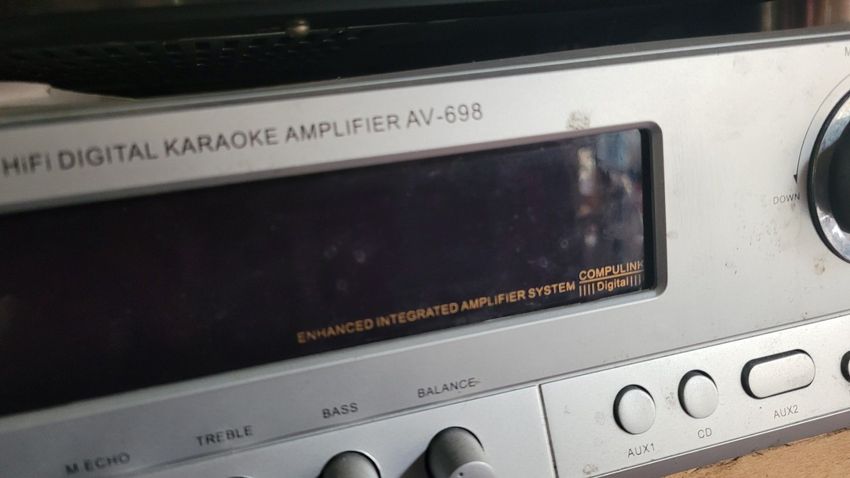 HiFi DIGITAL KARAOKE AMPLIFIER AV-698
DOWN
COMPULINK
Digital
ENHANCED INTEGRATED AMPLIFIER SYSTEM
M.ECHO
TREBLE
BASS
BALANCE
AUX1
CD
AUX2